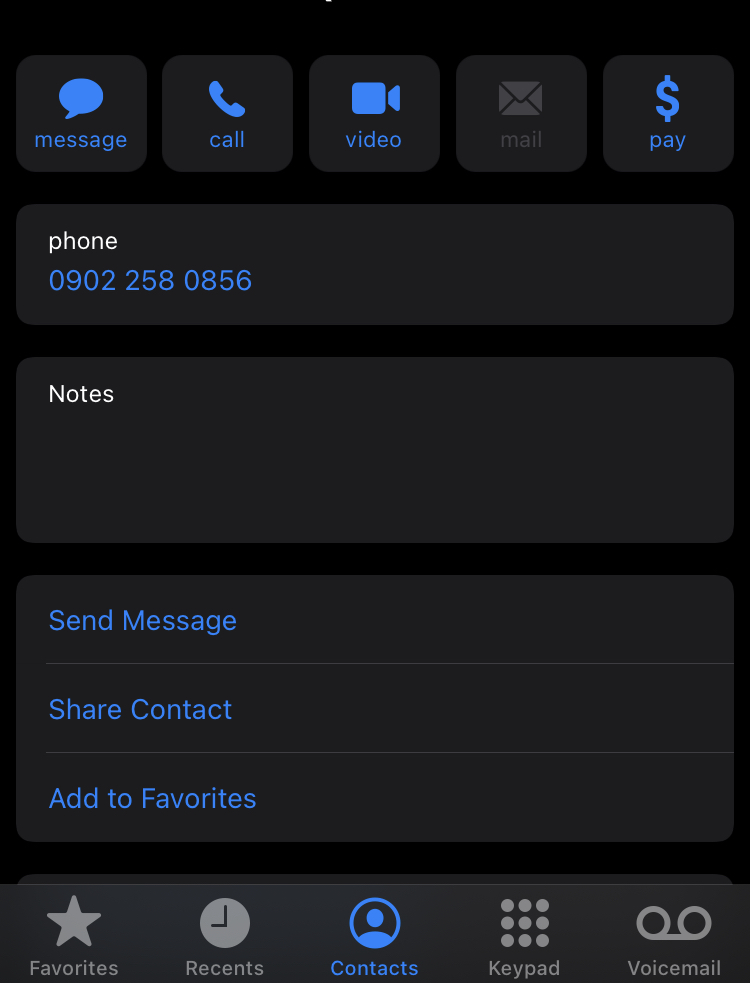 message call video mail pay
phone
0902 258 0856
Notes
Send Message
Share Contact
Add to Favorites
Favorites Recents Contacts Keypad Voicemail